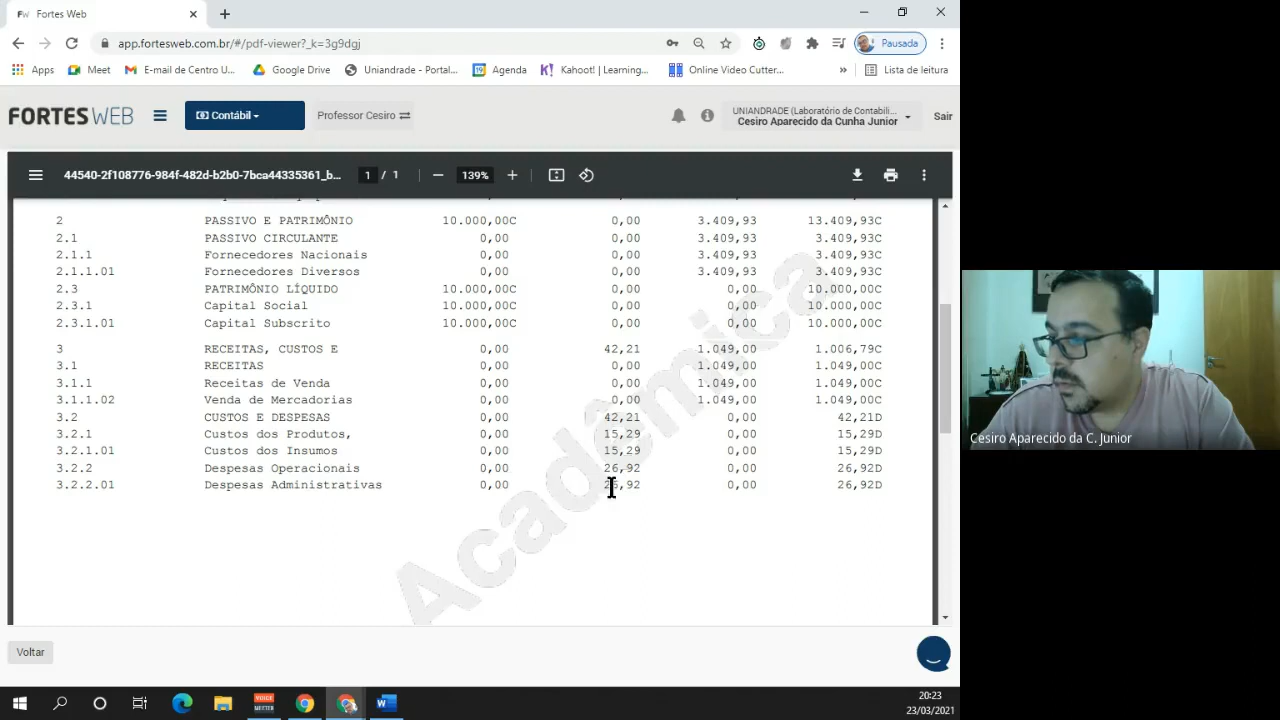 Fortes Web
app.fortesweb.com.br/#/pdf-viewer?_k=3g9dgj
Pausada
Apps Meet E-mail de Centro U... Google Drive Uniandrade - Portal... Agenda Kahoot! | Learning... Online Video Cutter... » Lista de leitura
FORTES WEB Contábil Professor Cesiro UNIANDRADE (Laboratório de Contabili... Sair
Cesiro Aparecido da Cunha Junior
44540-2f108776-984f-482d-b2b0-7bca44335361_b... 1 / 1 139%
2 PASSIVO E PATRIMÔNIO 10.000,00C 0,00 3.409,93 13.409,93C
2.1 PASSIVO CIRCULANTE 0,00 0,00 3.409,93 3.409,93C
2.1.1 Fornecedores Nacionais 0,00 0,00 3.409,93 3.409,93C
2.1.1.01 Fornecedores Diversos 0,00 0,00 3.409,93 3.409,93C
2.3 PATRIMÔNIO LÍQUIDO 10.000,00C 0,00 0,00 10.000,00C
2.3.1 Capital Social 10.000,00C 0,00 0,00 10.000,00C
2.3.1.01 Capital Subscrito 10.000,00C 0,00 0,00 10.000,00C
3 RECEITAS, CUSTOS E 0,00 42,21 1.049,00 1.006,79C
3.1 RECEITAS 0,00 0,00 1.049,00 1.049,00C
3.1.1 Receitas de Venda 0,00 0,00 1.049,00 1.049,00C
3.1.1.02 Venda de Mercadorias 0,00 0,00 1.049,00 1.049,00C
3.2 CUSTOS E DESPESAS 0,00 42,21 0,00 42,21D
3.2.1 Custos dos Produtos, 0,00 15,29 0,00 15,29D
3.2.1.01 Custos dos Insumos 0,00 15,29 0,00 15,29D
3.2.2 Despesas Operacionais 0,00 26,92 0,00 26,92D
3.2.2.01 Despesas Administrativas 0,00 26,92 0,00 26,92D
Acadêmica
Cesiro Aparecido da C. Junior
Voltar
20:23
23/03/2021